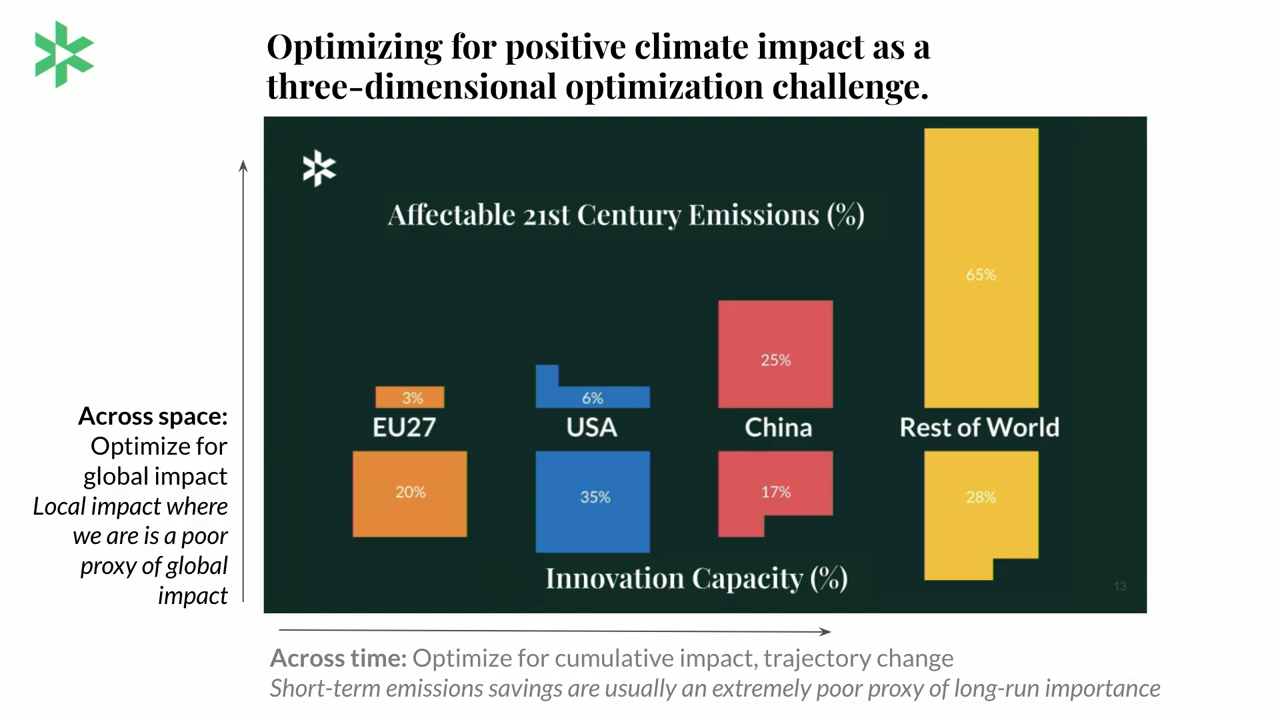 Optimizing for positive climate impact as a
three-dimensional optimization challenge.
Affectable 21st Century Emissions (%)
65%
25%
3%
6%
EU27
USA
China
Rest of World
20%
35%
17%
28%
Innovation Capacity (%)
13
Across space:
Optimize for
global impact
Local impact where
we are is a poor
proxy of global
impact
Across time: Optimize for cumulative impact, trajectory change
Short-term emissions savings are usually an extremely poor proxy of long-run importance